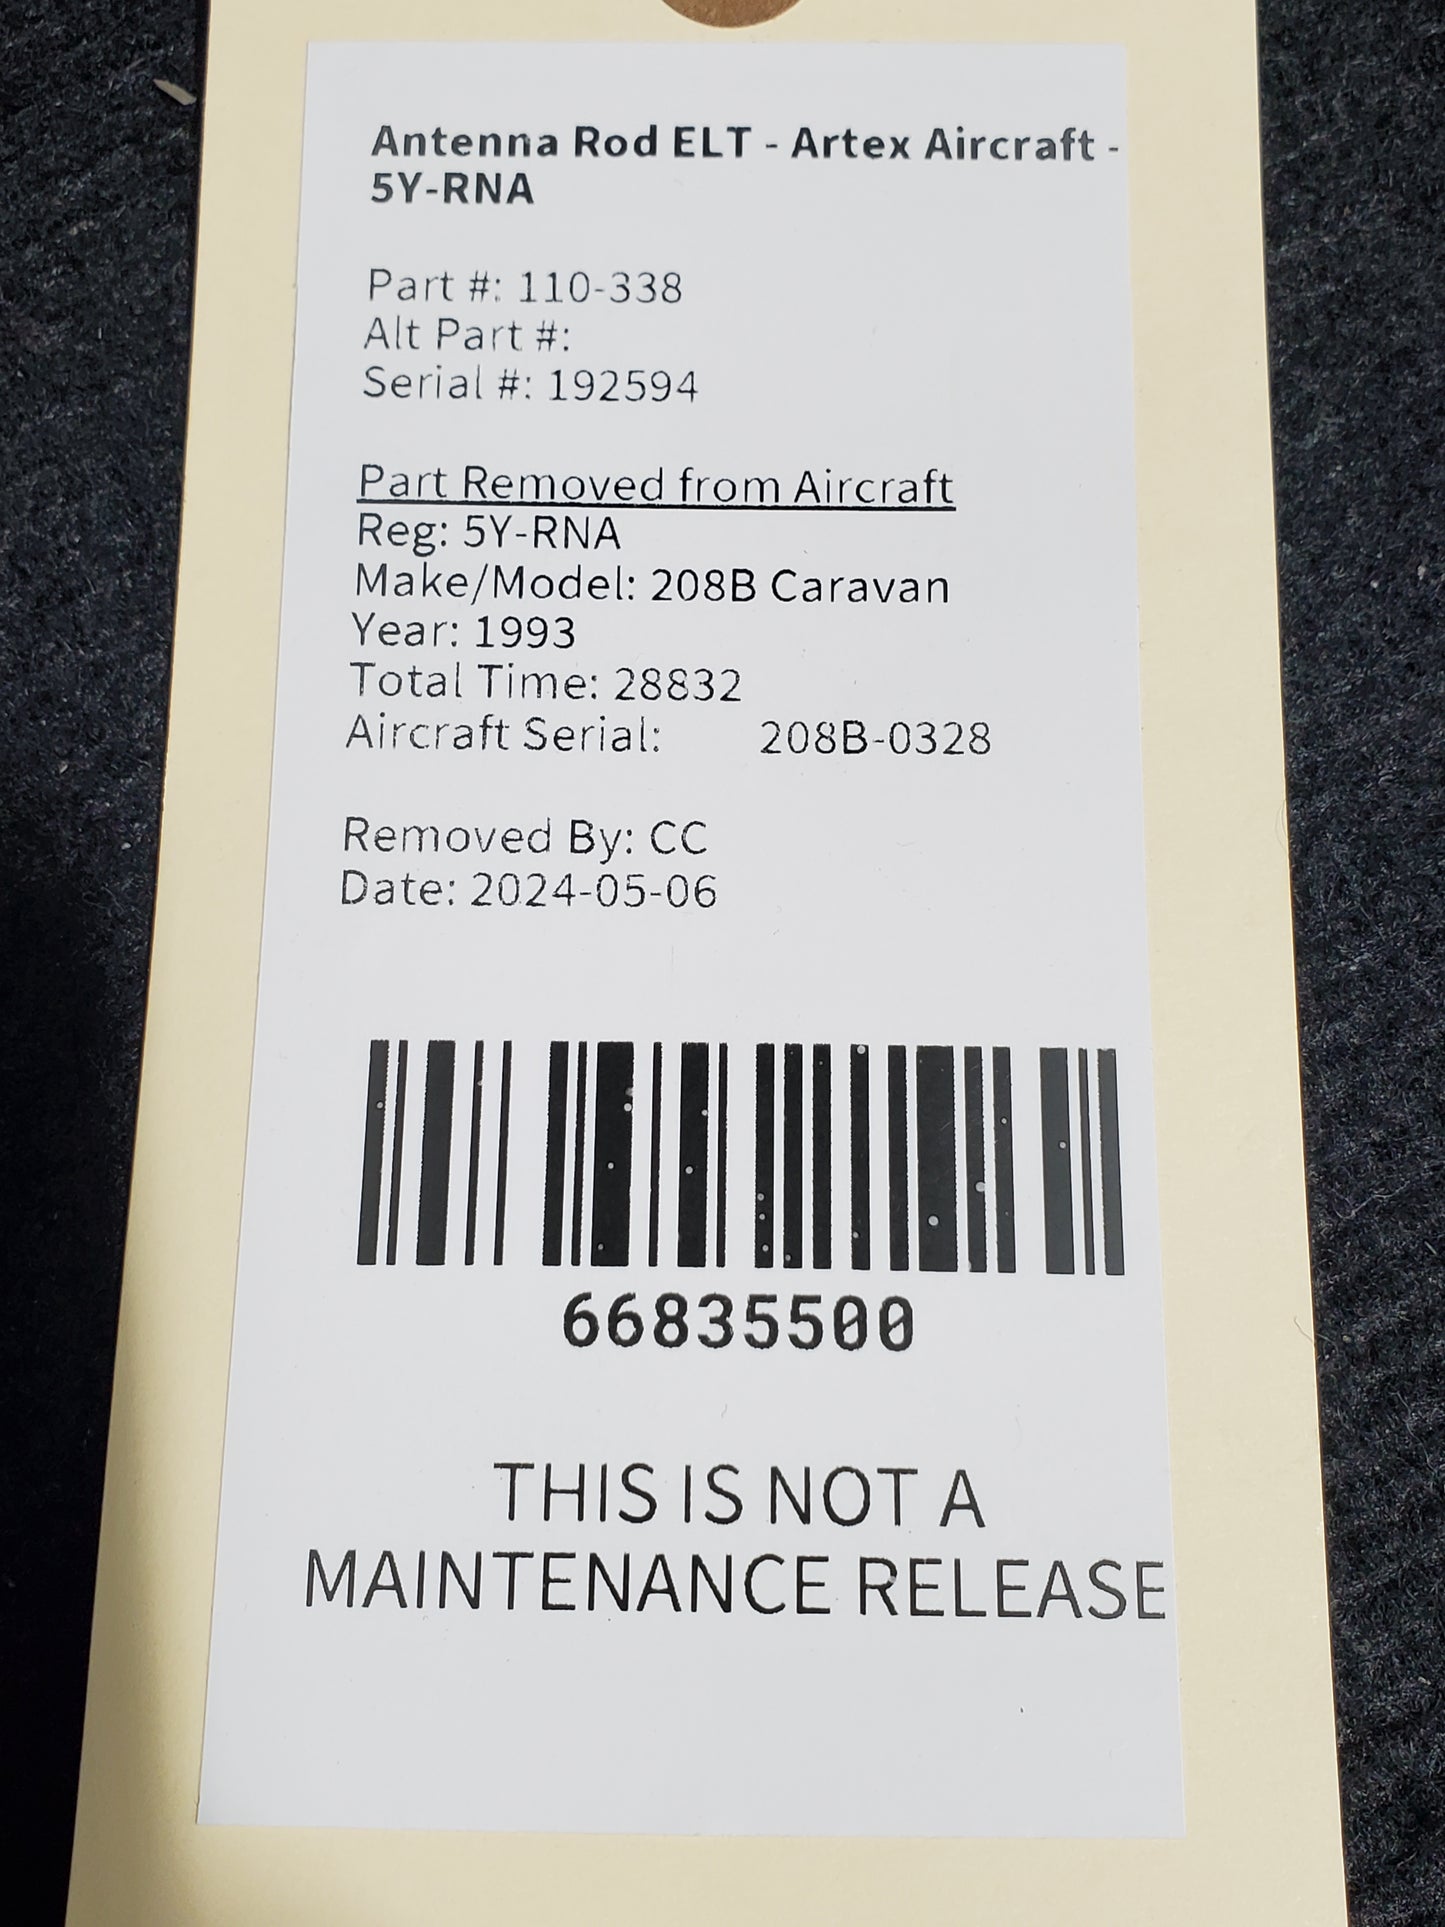 Antenna Rod ELT - Artex Aircraft -
5Y-RNA
Part #: 110-338
Alt Part #:
Serial #: 192594
Part Removed from Aircraft
Reg: 5Y-RNA
Make/Model: 208B Caravan
Year: 1993
Total Time: 28832
Aircraft Serial: 208B-0328
Removed By: CC
Date: 2024-05-06
66835500
THIS IS NOT A
MAINTENANCE RELEASE